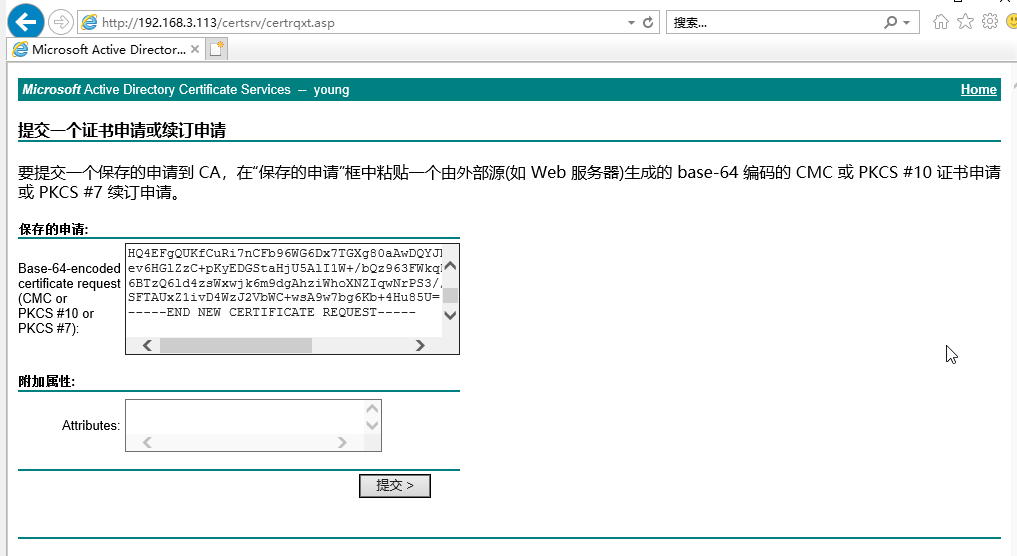 http://192.168.3.113/certsrv/certrqxt.asp
搜索...
Microsoft Active Director...
Microsoft Active Directory Certificate Services -- young
Home
提交一个证书申请或续订申请
要提交一个保存的申请到 CA，在“保存的申请”框中粘贴一个由外部源(如 Web 服务器)生成的 base-64 编码的 CMC 或 PKCS #10 证书申请
或 PKCS #7 续订申请。
保存的申请:
Base-64-encoded
certificate request
(CMC or
PKCS #10 or
PKCS #7):
HQ4EFgQUKfCuRi7nCFb96WG6Dx7TGXg80aAwDQYJ
ev6HGlZzC+pKyEDGStaHjU5AlI1W+/bQz963FWkq
6BTzQ6ld4zsWxwjk6m9dgAhziWhoXNZIqwNrPS3/
SFTAUxZ1ivD4WzJ2VbWC+wsA9w7bg6Kb+4Hu85U=
-----END NEW CERTIFICATE REQUEST-----
附加属性:
Attributes:
提交 >